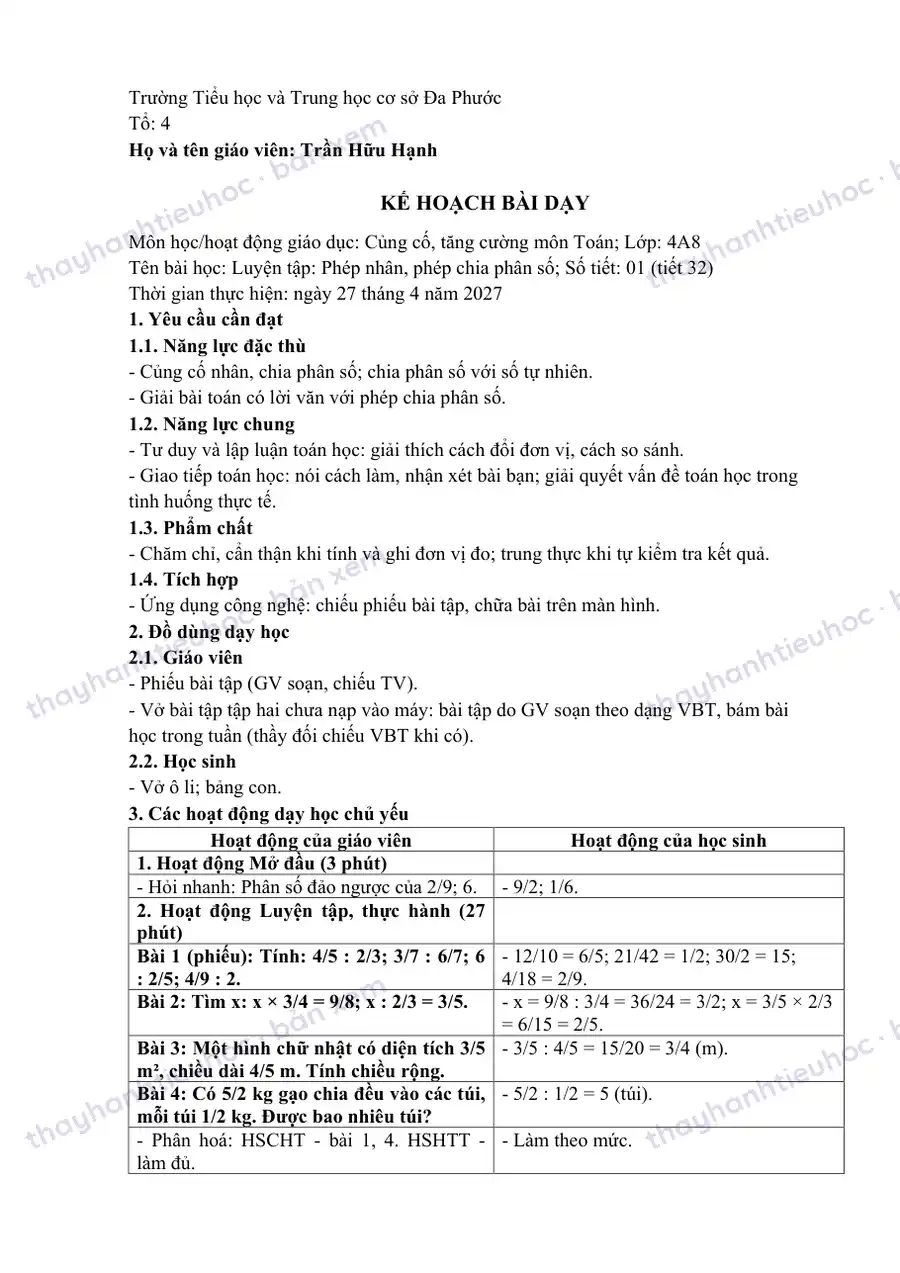 Trường Tiểu học và Trung học cơ sở Đa Phước
Tổ: 4
Họ và tên giáo viên: Trần Hữu Hạnh
KẾ HOẠCH BÀI DẠY
Môn học/hoạt động giáo dục: Củng cố, tăng cường môn Toán; Lớp: 4A8
Tên bài học: Luyện tập: Phép nhân, phép chia phân số; Số tiết: 01 (tiết 32)
Thời gian thực hiện: ngày 27 tháng 4 năm 2027
1. Yêu cầu cần đạt
1.1. Năng lực đặc thù
- Củng cố nhân, chia phân số; chia phân số với số tự nhiên.
- Giải bài toán có lời văn với phép chia phân số.
1.2. Năng lực chung
- Tư duy và lập luận toán học: giải thích cách đổi đơn vị, cách so sánh.
- Giao tiếp toán học: nói cách làm, nhận xét bài bạn; giải quyết vấn đề toán học trong
tình huống thực tế.
1.3. Phẩm chất
- Chăm chỉ, cẩn thận khi tính và ghi đơn vị đo; trung thực khi tự kiểm tra kết quả.
1.4. Tích hợp
- Ứng dụng công nghệ: chiếu phiếu bài tập, chữa bài trên màn hình.
2. Đồ dùng dạy học
2.1. Giáo viên
- Phiếu bài tập (GV soạn, chiếu TV).
- Vở bài tập tập hai chưa nạp vào máy: bài tập do GV soạn theo dạng VBT, bám bài
học trong tuần (thầy đối chiếu VBT khi có).
2.2. Học sinh
- Vở ô li; bảng con.
3. Các hoạt động dạy học chủ yếu
Hoạt động của giáo viên
Hoạt động của học sinh
1. Hoạt động Mở đầu (3 phút)
- Hỏi nhanh: Phân số đảo ngược của 2/9; 6.
- 9/2; 1/6.
2. Hoạt động Luyện tập, thực hành (27
phút)
Bài 1 (phiếu): Tính: 4/5 : 2/3; 3/7 : 6/7; 6
: 2/5; 4/9 : 2.
- 12/10 = 6/5; 21/42 = 1/2; 30/2 = 15;
4/18 = 2/9.
Bài 2: Tìm x: x × 3/4 = 9/8; x : 2/3 = 3/5.
- x = 9/8 : 3/4 = 36/24 = 3/2; x = 3/5 × 2/3
= 6/15 = 2/5.
Bài 3: Một hình chữ nhật có diện tích 3/5
m², chiều dài 4/5 m. Tính chiều rộng.
- 3/5 : 4/5 = 15/20 = 3/4 (m).
Bài 4: Có 5/2 kg gạo chia đều vào các túi,
mỗi túi 1/2 kg. Được bao nhiêu túi?
- 5/2 : 1/2 = 5 (túi).
- Phân hoá: HSCHT - bài 1, 4. HSHTT -
làm đủ.
- Làm theo mức.
thayhanhtieuhoc · bản xem
thayhanhtieuhoc · b
thayhanhtieuhoc · bản xem
thayhanhtieuhoc · b
thayhanhtieuhoc · bản xem
thayhanhtieuhoc · b